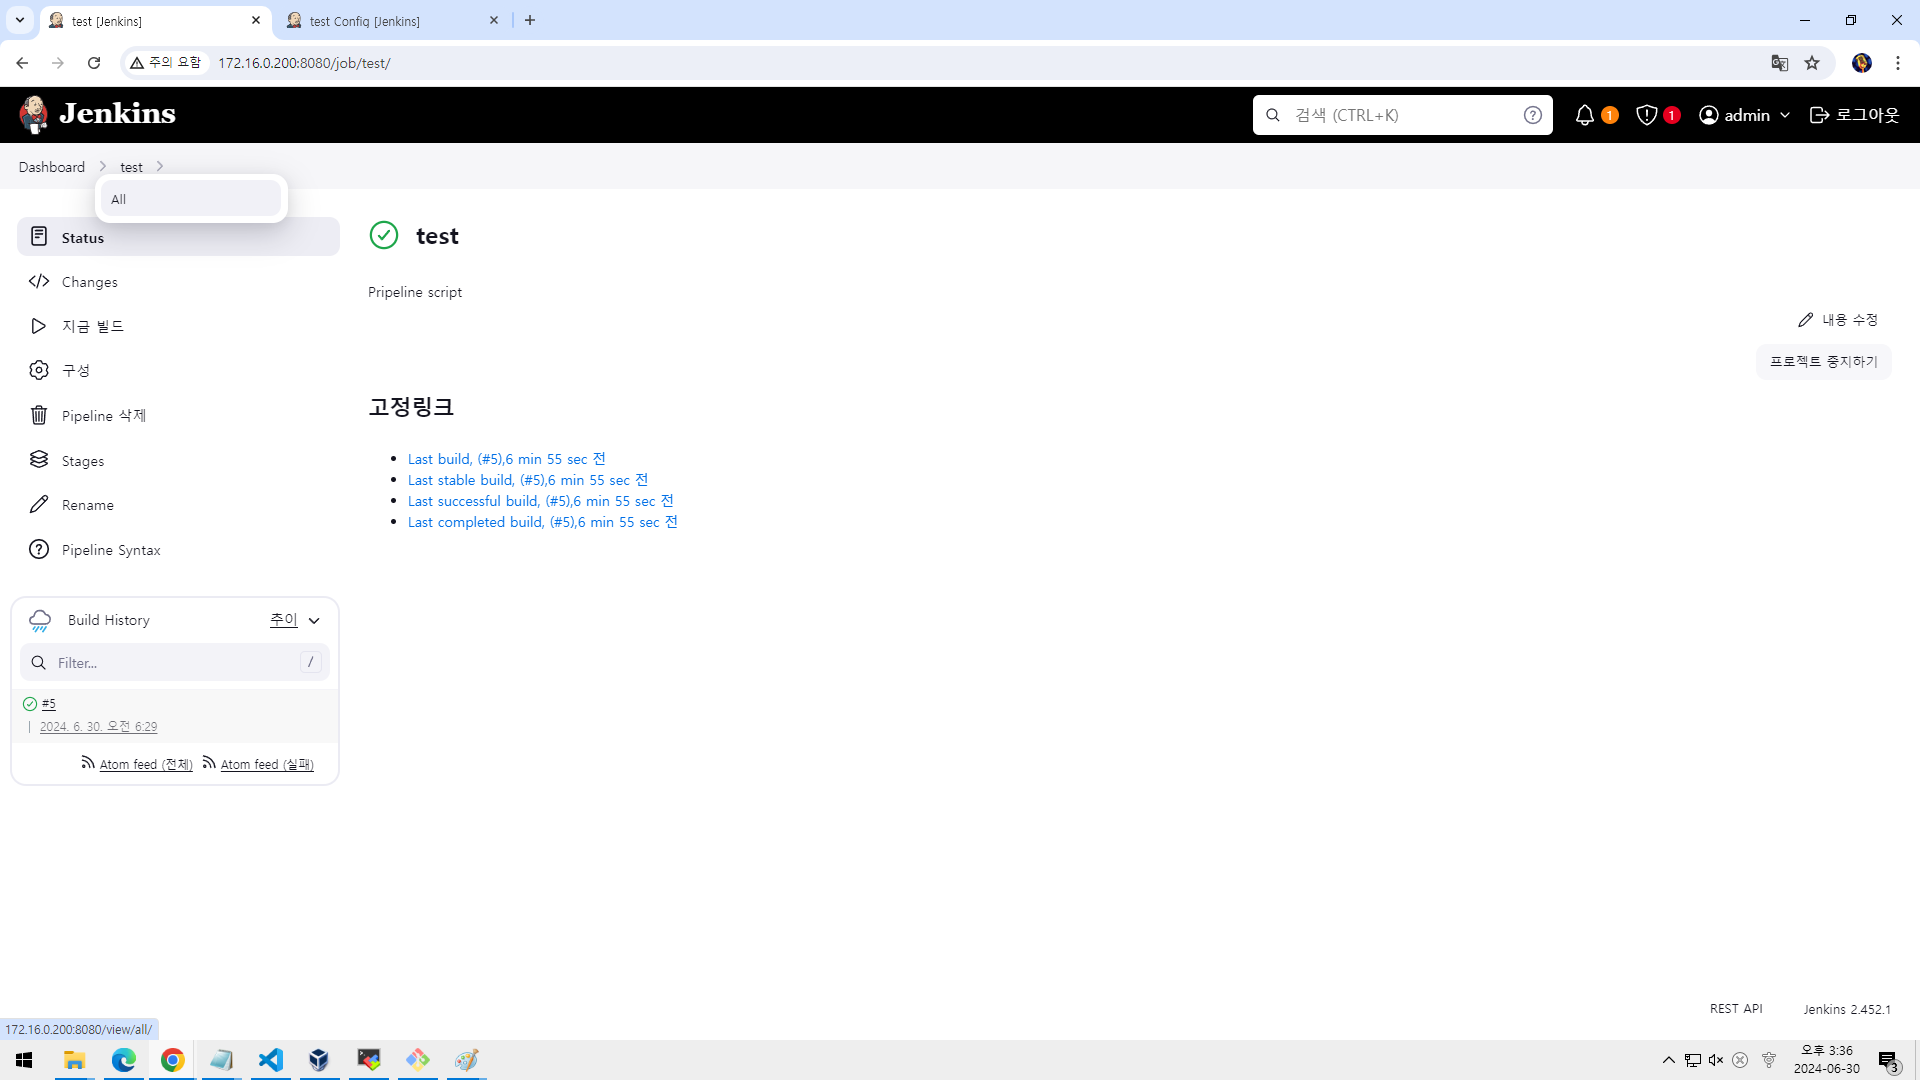 test [Jenkins]
test Config [Jenkins]
주의 요함
172.16.0.200:8080/job/test/
Jenkins
검색 (CTRL+K)
1
1
admin
로그아웃
Dashboard
test
All
Status
Changes
지금 빌드
구성
Pipeline 삭제
Stages
Rename
Pipeline Syntax
Build History
추이
Filter...
/
#5
| 2024. 6. 30. 오전 6:29
Atom feed (전체)
Atom feed (실패)
test
Pripeline script
내용 수정
프로젝트 중지하기
고정링크
Last build, (#5),6 min 55 sec 전
Last stable build, (#5),6 min 55 sec 전
Last successful build, (#5),6 min 55 sec 전
Last completed build, (#5),6 min 55 sec 전
REST API
Jenkins 2.452.1
172.16.0.200:8080/view/all/
오후 3:36
2024-06-30
3